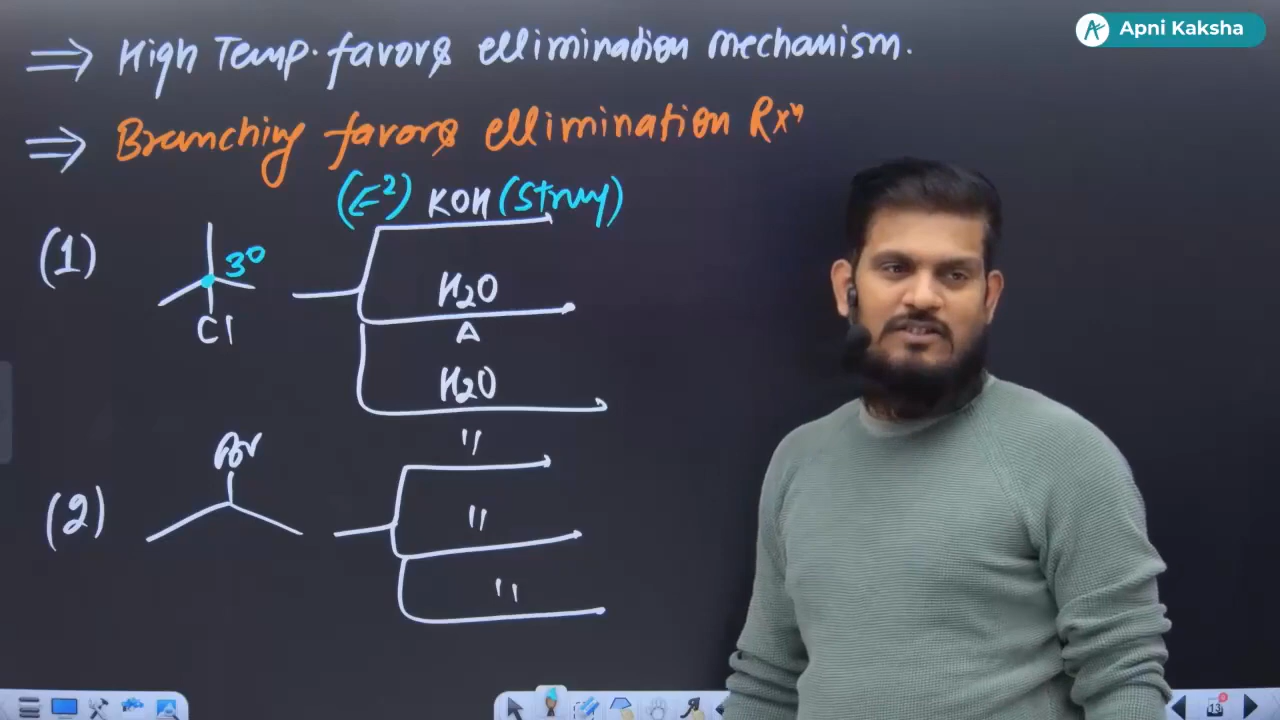 Apni Kaksha
⇒ High Temp. favors ellimination mechanism.
⇒ Branching favors ellimination Rxⁿ
(E²) KOH (Strong)
(1) 3° Cl
H₂O
Δ
H₂O
(2) Br
"
"
"
13